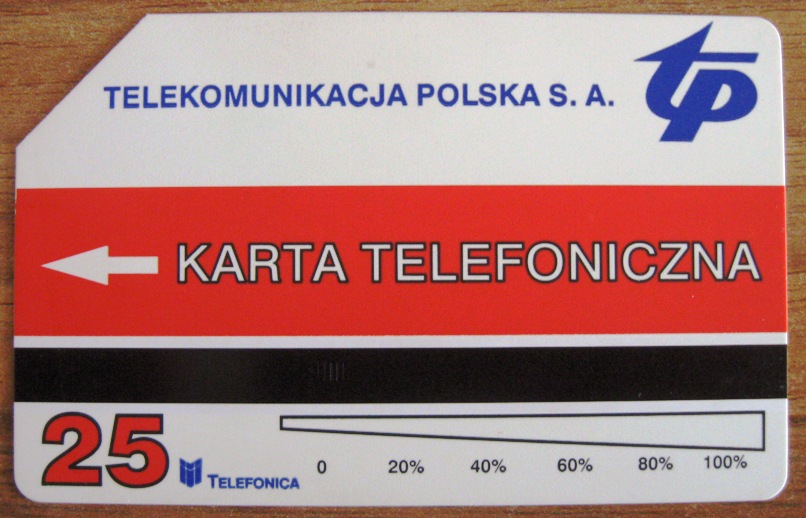 TELEKOMUNIKACJA POLSKA S. A.
tp
KARTA TELEFONICZNA
25
TELEFONICA
0 20% 40% 60% 80% 100%